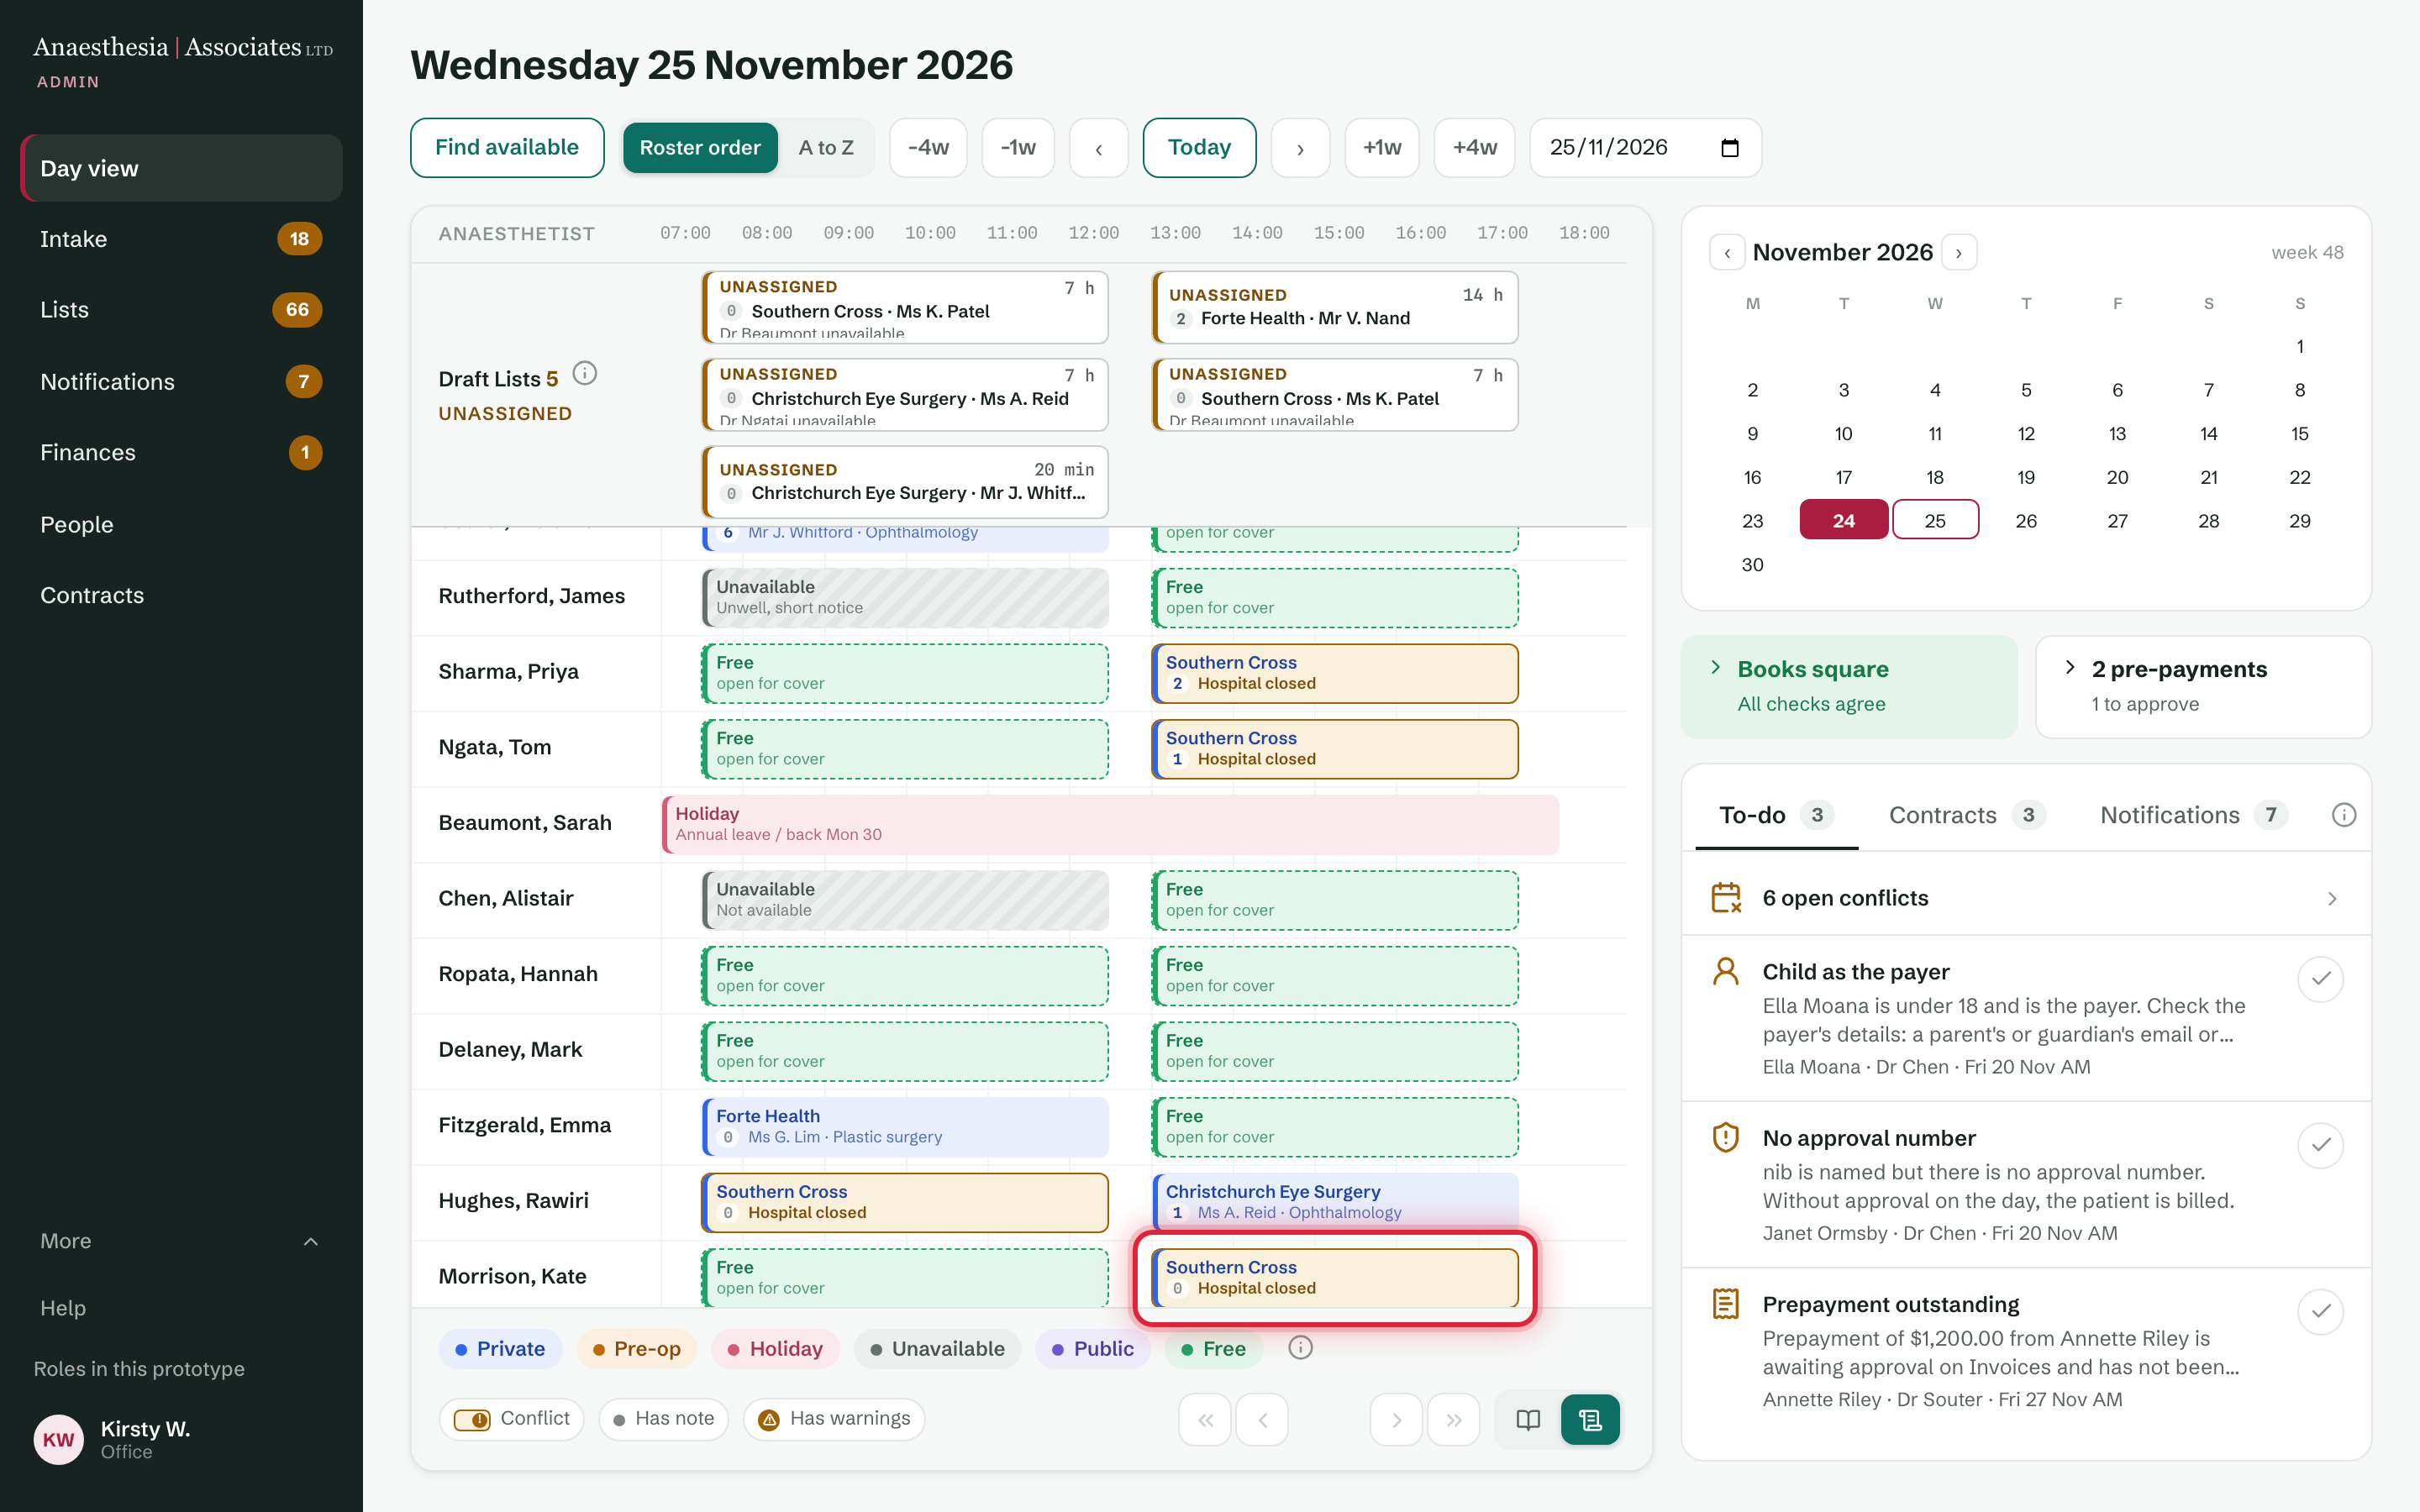 Anaesthesia | Associates LTD
ADMIN
Day view
Intake 18
Lists 66
Notifications 7
Finances 1
People
Contracts
More
Help
Roles in this prototype
KW Kirsty W.
Office
Wednesday 25 November 2026
Find available Roster order A to Z -4w -1w ‹ Today › +1w +4w 25/11/2026
ANAESTHETIST 07:00 08:00 09:00 10:00 11:00 12:00 13:00 14:00 15:00 16:00 17:00 18:00
Draft Lists 5
UNASSIGNED
UNASSIGNED 7 h
0 Southern Cross · Ms K. Patel
Dr Beaumont unavailable
UNASSIGNED 14 h
2 Forte Health · Mr V. Nand
UNASSIGNED 7 h
0 Christchurch Eye Surgery · Ms A. Reid
Dr Ngatai unavailable
UNASSIGNED 7 h
0 Southern Cross · Ms K. Patel
Dr Beaumont unavailable
UNASSIGNED 20 min
0 Christchurch Eye Surgery · Mr J. Whitf...
6 Mr J. Whitford · Ophthalmology
open for cover
Rutherford, James
Unavailable
Unwell, short notice
Free
open for cover
Sharma, Priya
Free
open for cover
Southern Cross
2 Hospital closed
Ngata, Tom
Free
open for cover
Southern Cross
1 Hospital closed
Beaumont, Sarah
Holiday
Annual leave / back Mon 30
Chen, Alistair
Unavailable
Not available
Free
open for cover
Ropata, Hannah
Free
open for cover
Free
open for cover
Delaney, Mark
Free
open for cover
Free
open for cover
Fitzgerald, Emma
Forte Health
0 Ms G. Lim · Plastic surgery
Free
open for cover
Hughes, Rawiri
Southern Cross
0 Hospital closed
Christchurch Eye Surgery
1 Ms A. Reid · Ophthalmology
Morrison, Kate
Free
open for cover
Southern Cross
0 Hospital closed
Private Pre-op Holiday Unavailable Public Free
Conflict Has note Has warnings
‹ November 2026 › week 48
M T W T F S S
1
2 3 4 5 6 7 8
9 10 11 12 13 14 15
16 17 18 19 20 21 22
23 24 25 26 27 28 29
30
Books square
All checks agree
2 pre-payments
1 to approve
To-do 3 Contracts 3 Notifications 7
6 open conflicts
Child as the payer
Ella Moana is under 18 and is the payer. Check the
payer's details: a parent's or guardian's email or...
Ella Moana · Dr Chen · Fri 20 Nov AM
No approval number
nib is named but there is no approval number.
Without approval on the day, the patient is billed.
Janet Ormsby · Dr Chen · Fri 20 Nov AM
Prepayment outstanding
Prepayment of $1,200.00 from Annette Riley is
awaiting approval on Invoices and has not been...
Annette Riley · Dr Souter · Fri 27 Nov AM